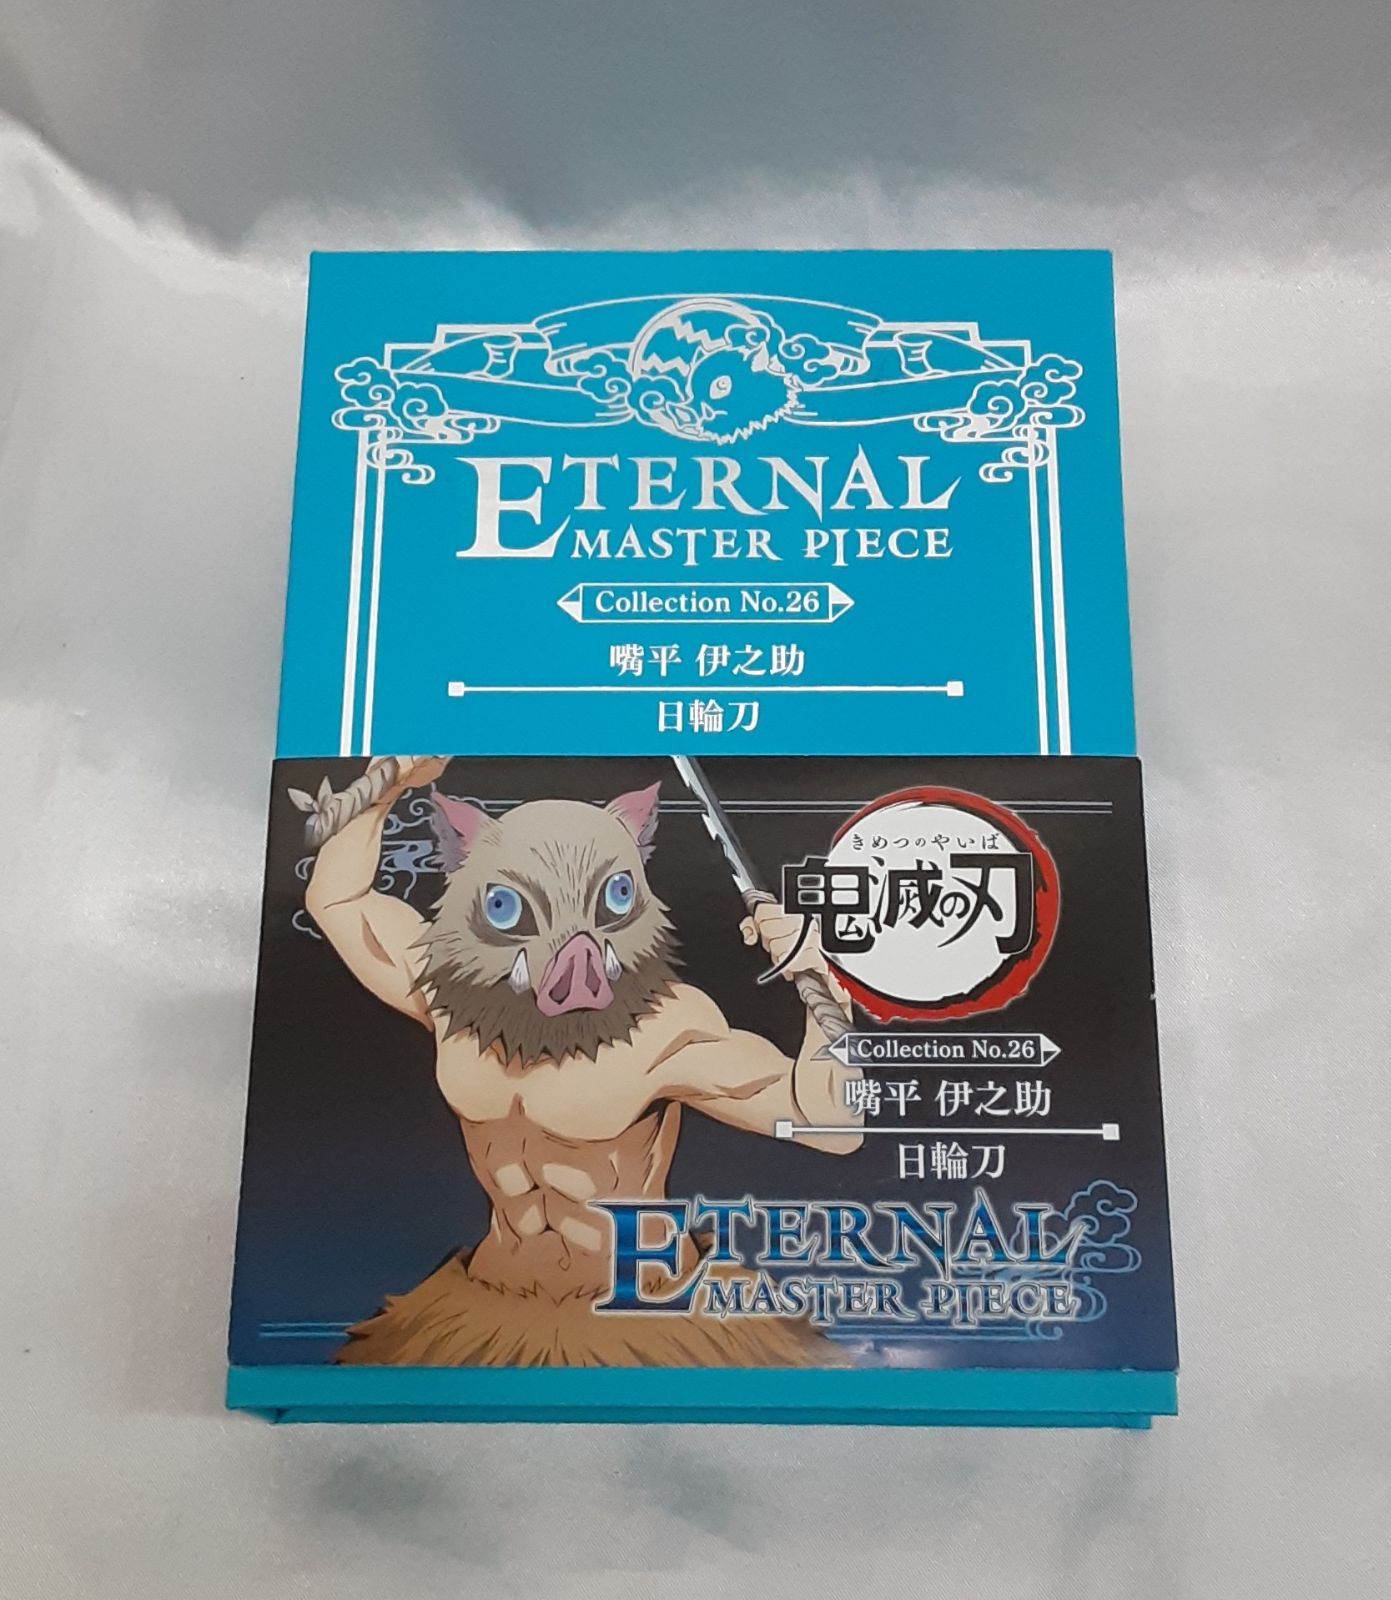 ETERNAL
MASTER PIECE
Collection No.26
嘴平 伊之助
日輪刀
きめつのやいば
鬼滅の刃
Collection No.26
嘴平 伊之助
日輪刀
ETERNAL
MASTER PIECE